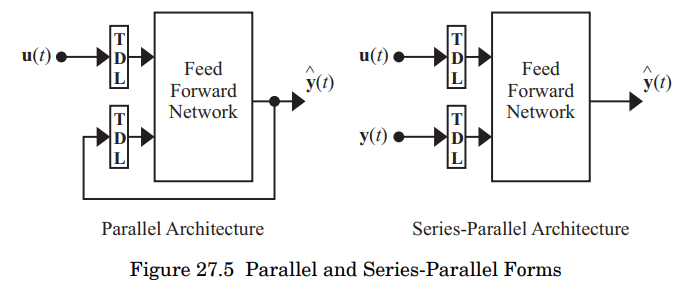 u(t)
T
D
L
Feed
Forward
Network
ŷ(t)
T
D
L
Parallel Architecture
u(t)
T
D
L
Feed
Forward
Network
ŷ(t)
y(t)
T
D
L
Series-Parallel Architecture
Figure 27.5 Parallel and Series-Parallel Forms